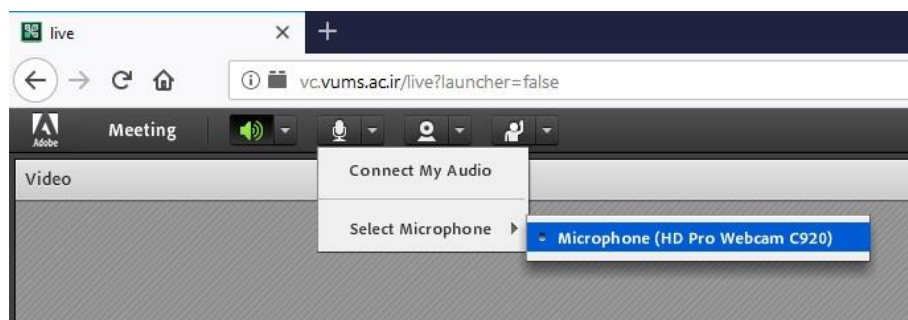 live
vc.vums.ac.ir/live?launcher=false
Adobe
Meeting
Video
Connect My Audio
Select Microphone
Microphone (HD Pro Webcam C920)